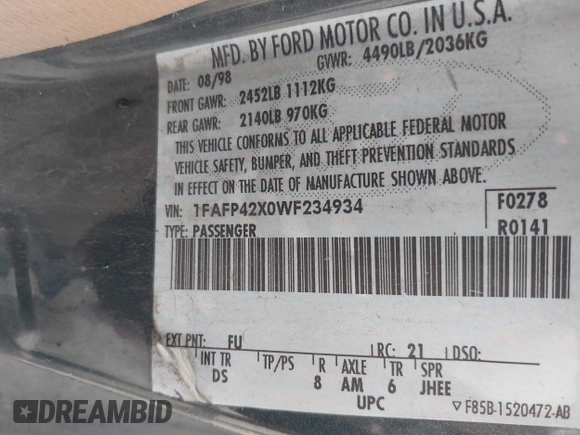 MFD. BY FORD MOTOR CO. IN U.S.A.
DATE: 08/98 GVWR: 4490LB/2036KG
FRONT GAWR: 2452LB 1112KG
REAR GAWR: 2140LB 970KG
THIS VEHICLE CONFORMS TO ALL APPLICABLE FEDERAL MOTOR
VEHICLE SAFETY, BUMPER, AND THEFT PREVENTION STANDARDS
IN EFFECT ON THE DATE OF MANUFACTURE SHOWN ABOVE.
VIN: 1FAFP42X0WF234934 F0278
TYPE: PASSENGER R0141
EXT PNT: FU RC: 21 DSO:
INT TR TP/PS R AXLE TR SPR
DS 8 AM 6 JHEE
UPC ▽ F85B-1520472-AB
DREAMBID